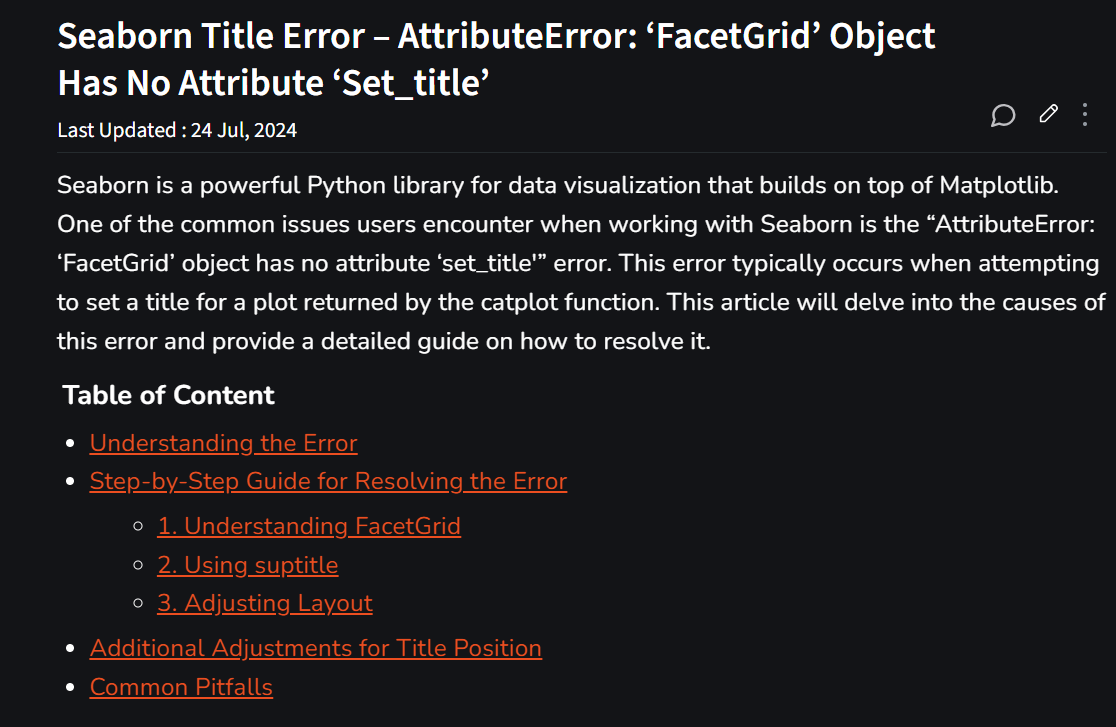 Seaborn Title Error – AttributeError: ‘FacetGrid’ Object
Has No Attribute ‘Set_title’
Last Updated : 24 Jul, 2024
Seaborn is a powerful Python library for data visualization that builds on top of Matplotlib.
One of the common issues users encounter when working with Seaborn is the “AttributeError:
‘FacetGrid’ object has no attribute ‘set_title'” error. This error typically occurs when attempting
to set a title for a plot returned by the catplot function. This article will delve into the causes of
this error and provide a detailed guide on how to resolve it.
Table of Content
Understanding the Error
Step-by-Step Guide for Resolving the Error
1. Understanding FacetGrid
2. Using suptitle
3. Adjusting Layout
Additional Adjustments for Title Position
Common Pitfalls